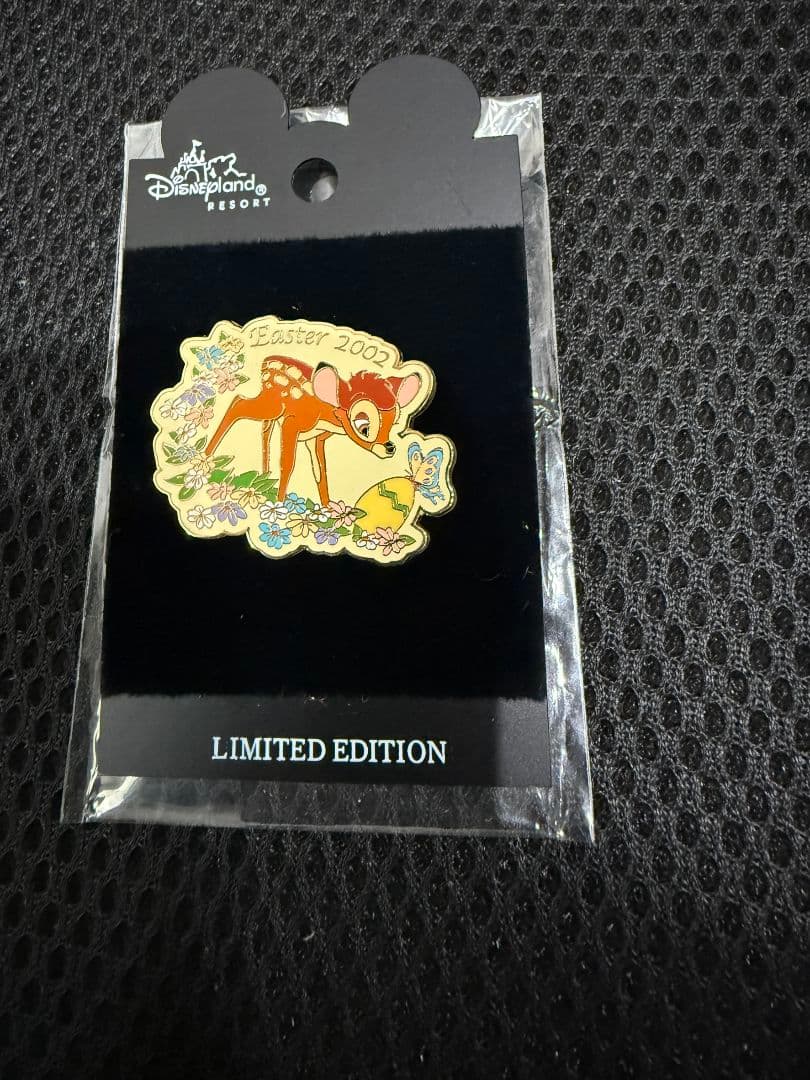 Disneyland®
RESORT
Easter 2002
LIMITED EDITION